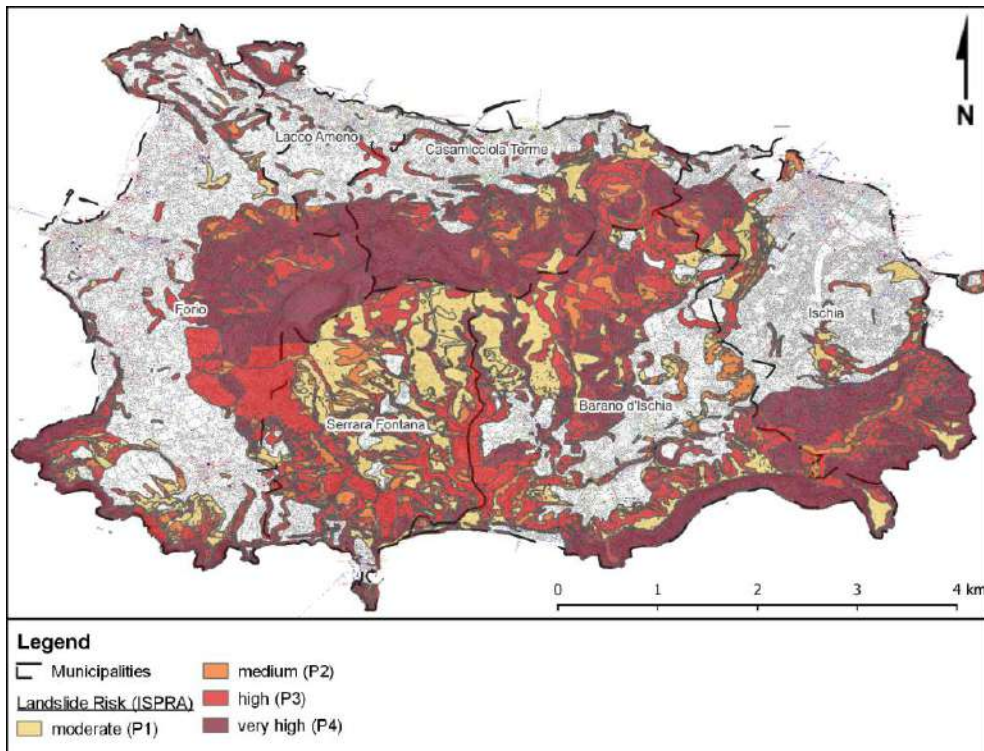 N
Lacco Ameno
Casamicciola Terme
Forio
Ischia
Barano d'Ischia
Serrara Fontana
0 1 2 3 4 km
Legend
Municipalities
Landslide Risk (ISPRA)
moderate (P1)
medium (P2)
high (P3)
very high (P4)